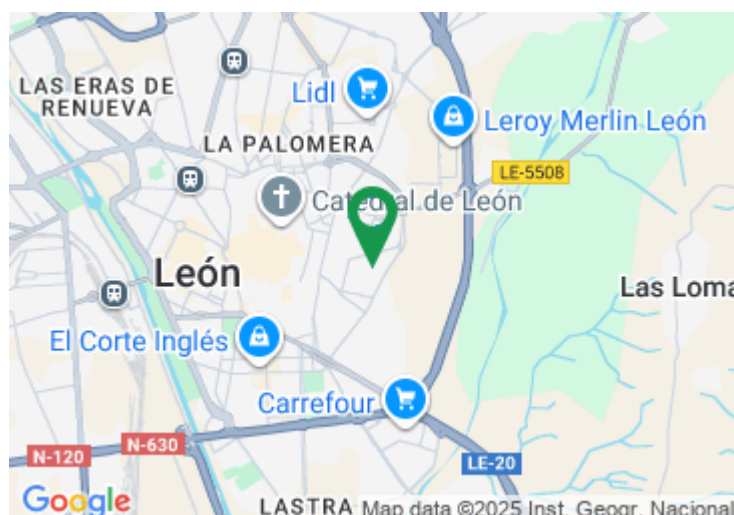 LAS ERAS DE
RENUEVA
Lidl
Leroy Merlin León
LA PALOMERA
LE-5508
Catedral de León
León
Las Loma
El Corte Inglés
Carrefour
N-630
N-120
LE-20
Google
LASTRA
Map data ©2025 Inst. Geogr. Nacional